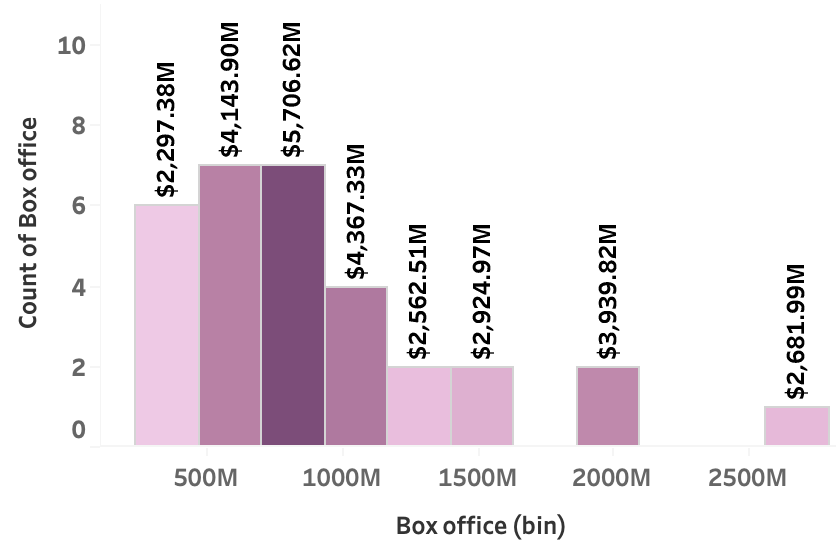 10
8
6
4
2
0
Count of Box office
$2,297.38M
$4,143.90M
$5,706.62M
$4,367.33M
$2,562.51M
$2,924.97M
$3,939.82M
$2,681.99M
500M
1000M
1500M
2000M
2500M
Box office (bin)